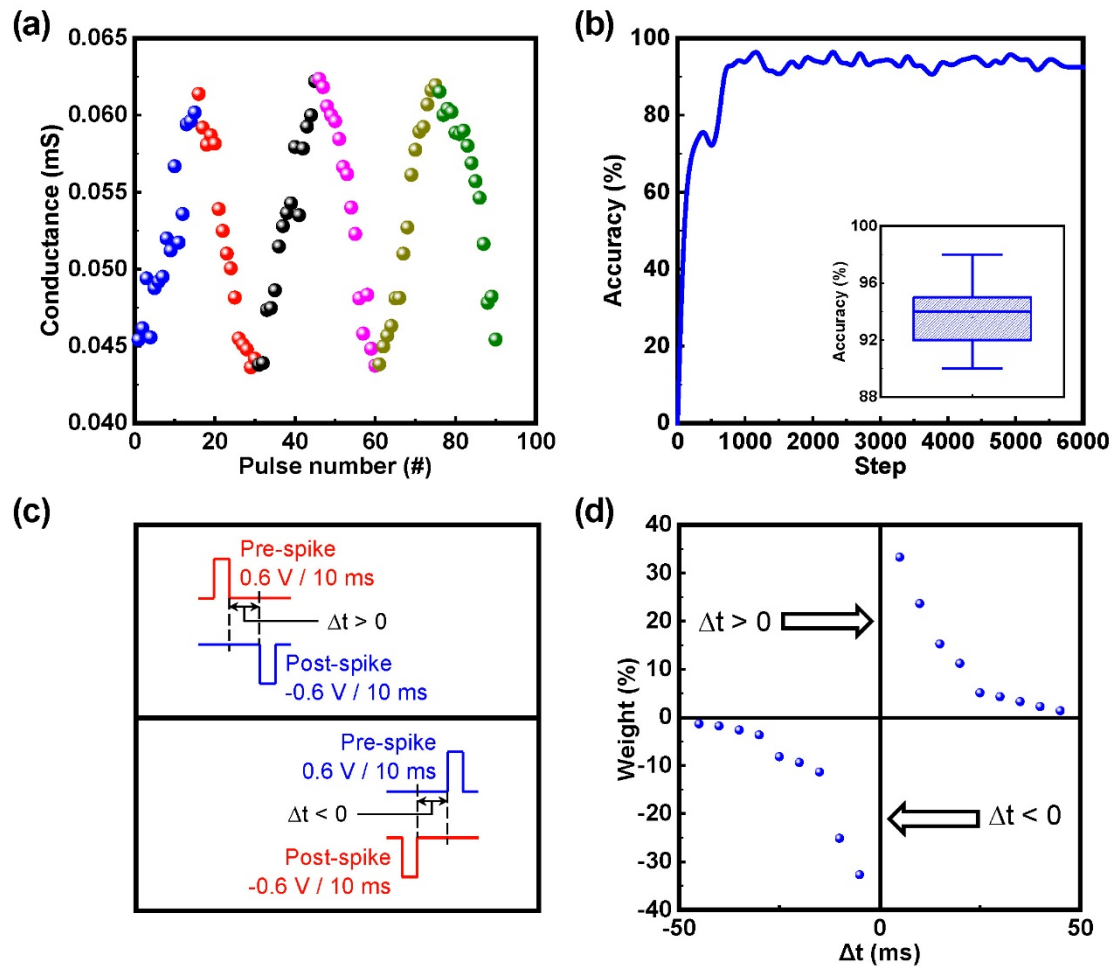 (a)
0.065
0.060
0.055
0.050
0.045
0.040
Conductance (mS)
0
20
40
60
80
100
Pulse number (#)
(b)
100
80
60
40
20
0
Accuracy (%)
0
1000
2000
3000
4000
5000
6000
Step
100
96
92
88
Accuracy (%)
(c)
Pre-spike
0.6 V / 10 ms
Δt > 0
Post-spike
-0.6 V / 10 ms
Pre-spike
0.6 V / 10 ms
Δt < 0
Post-spike
-0.6 V / 10 ms
(d)
40
30
20
10
0
-10
-20
-30
-40
Weight (%)
Δt > 0
Δt < 0
-50
0
50
Δt (ms)